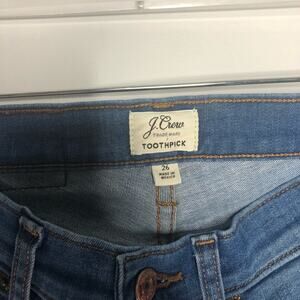 J.Crew
TRADE MARK
TOOTHPICK
26
MADE IN
MEXICO